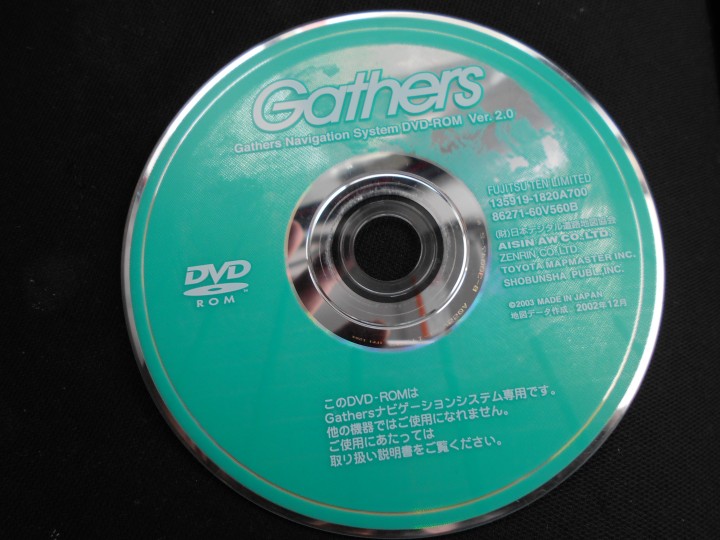 Gathers
Gathers Navigation System DVD-ROM Ver. 2.0
FUJITSU TEN LIMITED
135919-1820A700
86271-60V560B
(財)日本デジタル道路地図協会
AISIN AW CO., LTD.
ZENRIN CO., LTD.
TOYOTA MAPMASTER INC.
SHOBUNSHA PUBL., INC.
©2003 MADE IN JAPAN
地図データ作成．2002年12月
DVD
ROM
TM
このDVD-ROMは
Gathersナビゲーションシステム専用です。
他の機器ではご使用になれません。
ご使用にあたっては
取り扱い説明書をご覧ください。